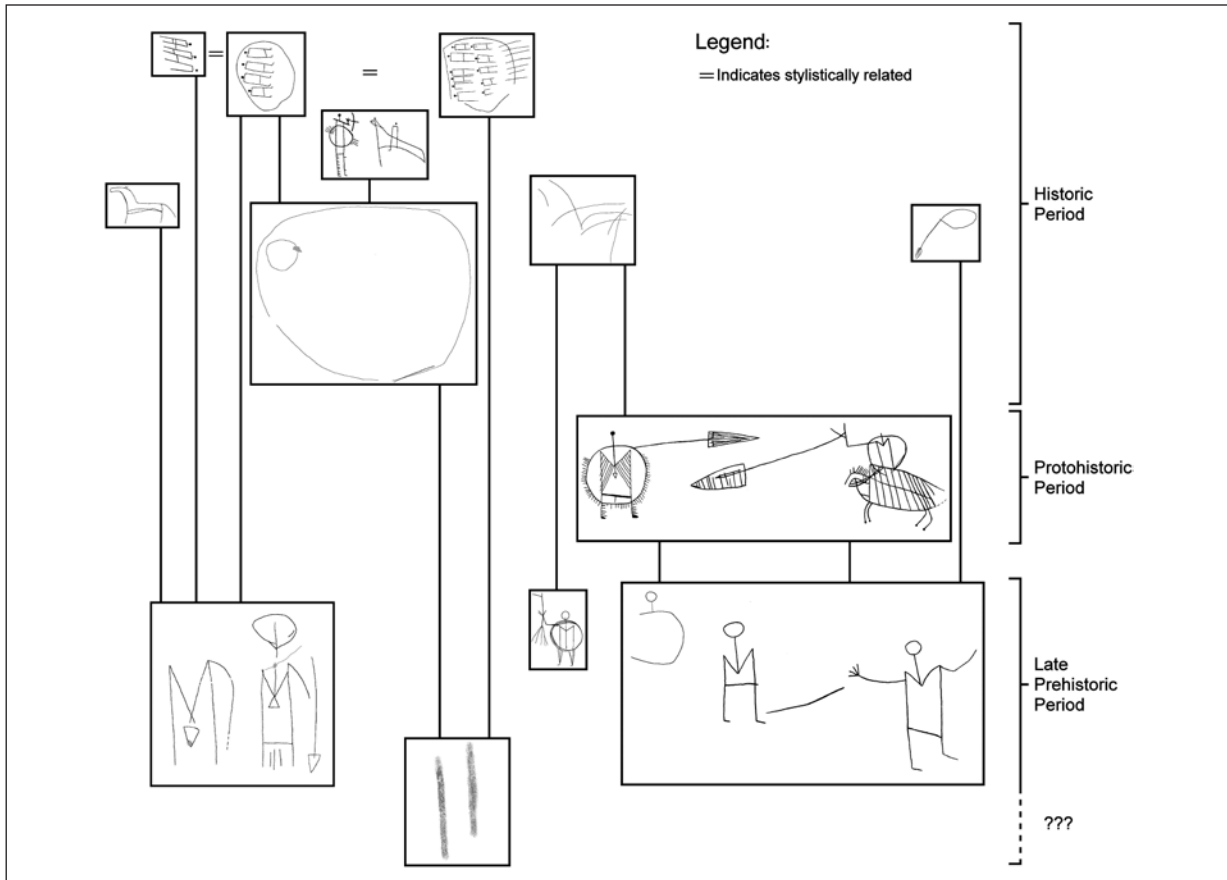 Legend:
= Indicates stylistically related
=
=
Historic
Period
Protohistoric
Period
Late
Prehistoric
Period
???